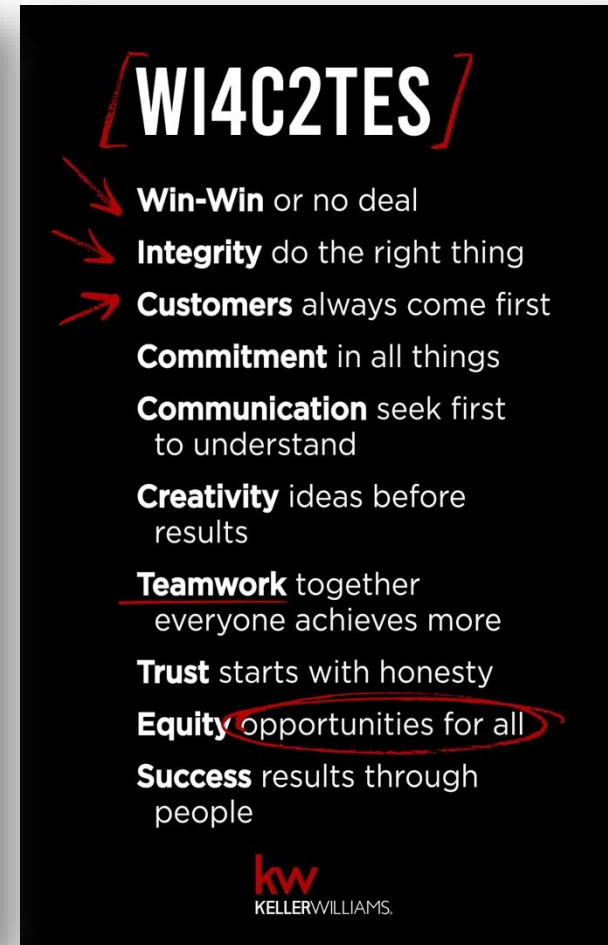 WI4C2TES
Win-Win or no deal
Integrity do the right thing
Customers always come first
Commitment in all things
Communication seek first
to understand
Creativity ideas before
results
Teamwork together
everyone achieves more
Trust starts with honesty
Equity opportunities for all
Success results through
people
kw
KELLERWILLIAMS.